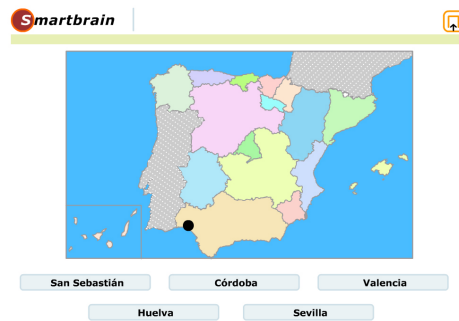 Smartbrain
San Sebastián
Córdoba
Valencia
Huelva
Sevilla